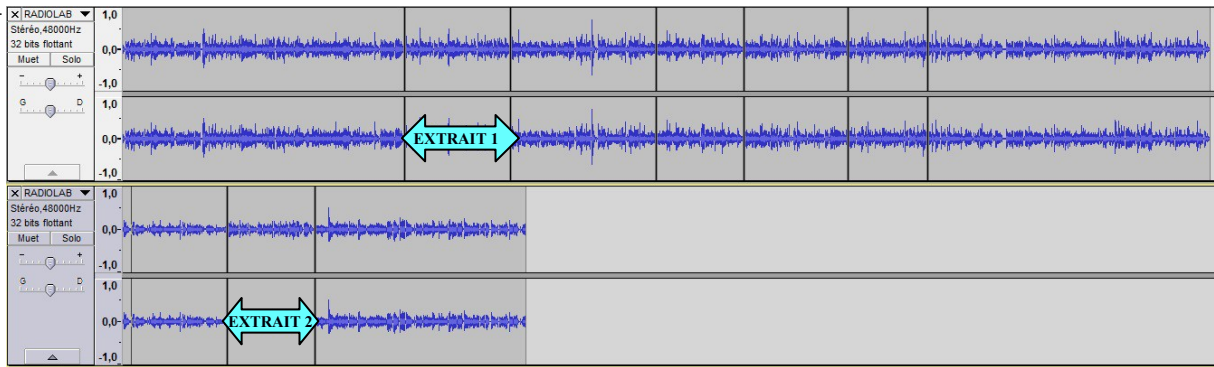 X RADIOLAB ▼ 1,0
Stéréo,48000Hz
32 bits flottant
0,0-
Muet Solo
- +
-1,0
G D
1,0
0,0-
EXTRAIT 1
-1,0
X RADIOLAB ▼ 1,0
Stéréo,48000Hz
32 bits flottant
0,0-
Muet Solo
- +
-1,0
G D
1,0
0,0-
EXTRAIT 2
-1,0